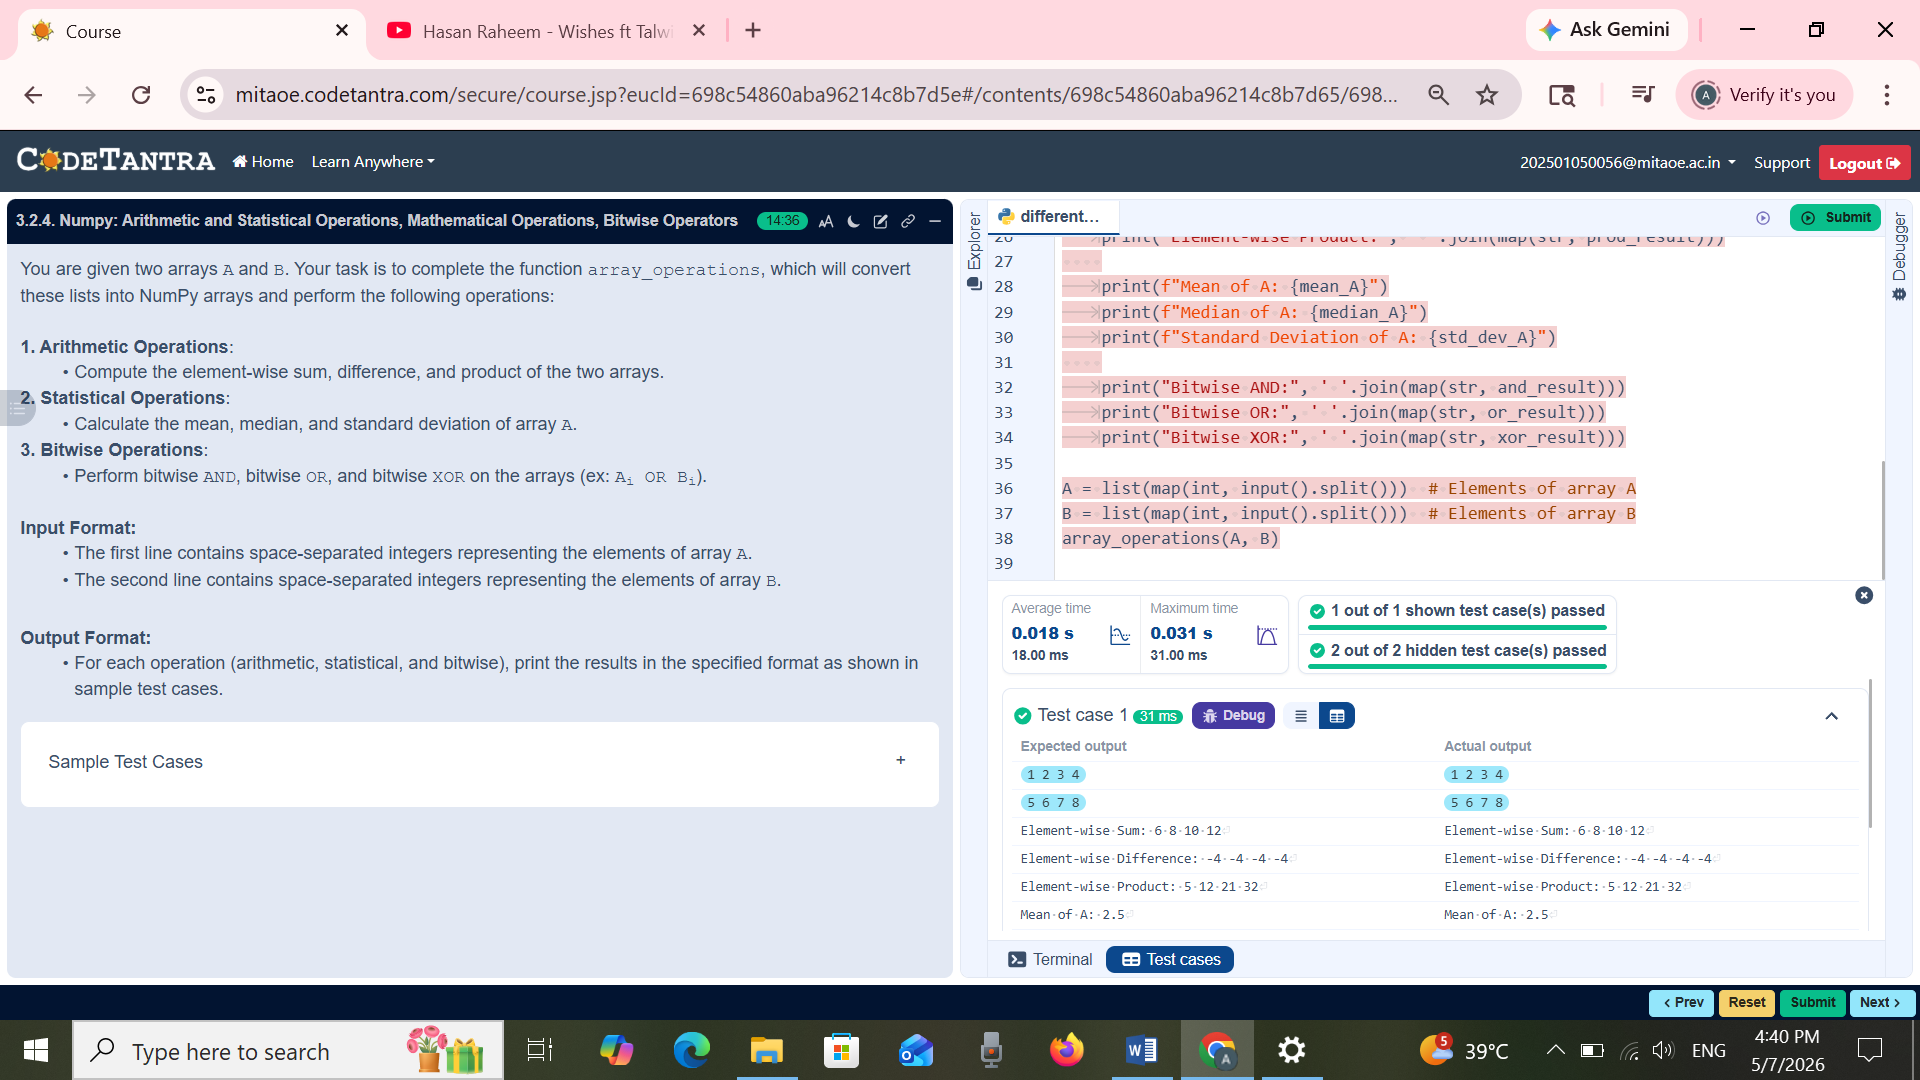 Course
Hasan Raheem - Wishes ft Talw
Ask Gemini
mitaoe.codetantra.com/secure/course.jsp?eucId=698c54860aba96214c8b7d5e#/contents/698c54860aba96214c8b7d65/698...
Verify it's you
CODETANTRA
Home
Learn Anywhere
202501050056@mitaoe.ac.in
Support
Logout
3.2.4. Numpy: Arithmetic and Statistical Operations, Mathematical Operations, Bitwise Operators
14:36
You are given two arrays A and B. Your task is to complete the function array_operations, which will convert
these lists into NumPy arrays and perform the following operations:
1. Arithmetic Operations:
• Compute the element-wise sum, difference, and product of the two arrays.
2. Statistical Operations:
• Calculate the mean, median, and standard deviation of array A.
3. Bitwise Operations:
• Perform bitwise AND, bitwise OR, and bitwise XOR on the arrays (ex: Ai OR Bi).
Input Format:
• The first line contains space-separated integers representing the elements of array A.
• The second line contains space-separated integers representing the elements of array B.
Output Format:
• For each operation (arithmetic, statistical, and bitwise), print the results in the specified format as shown in
sample test cases.
Sample Test Cases
+
Explorer
different...
Submit
Debugger
26 print("Element-wise Product:", ' '.join(map(str, prod_result)))
27
28 print(f"Mean of A: {mean_A}")
29 print(f"Median of A: {median_A}")
30 print(f"Standard Deviation of A: {std_dev_A}")
31
32 print("Bitwise AND:", ' '.join(map(str, and_result)))
33 print("Bitwise OR:", ' '.join(map(str, or_result)))
34 print("Bitwise XOR:", ' '.join(map(str, xor_result)))
35
36 A = list(map(int, input().split())) # Elements of array A
37 B = list(map(int, input().split())) # Elements of array B
38 array_operations(A, B)
39
Average time
0.018 s
18.00 ms
Maximum time
0.031 s
31.00 ms
1 out of 1 shown test case(s) passed
2 out of 2 hidden test case(s) passed
Test case 1
31 ms
Debug
Expected output
Actual output
1 2 3 4
1 2 3 4
5 6 7 8
5 6 7 8
Element-wise Sum: 6 8 10 12
Element-wise Sum: 6 8 10 12
Element-wise Difference: -4 -4 -4 -4
Element-wise Difference: -4 -4 -4 -4
Element-wise Product: 5 12 21 32
Element-wise Product: 5 12 21 32
Mean of A: 2.5
Mean of A: 2.5
Terminal
Test cases
< Prev
Reset
Submit
Next >
Type here to search
5
39°C
ENG
4:40 PM
5/7/2026